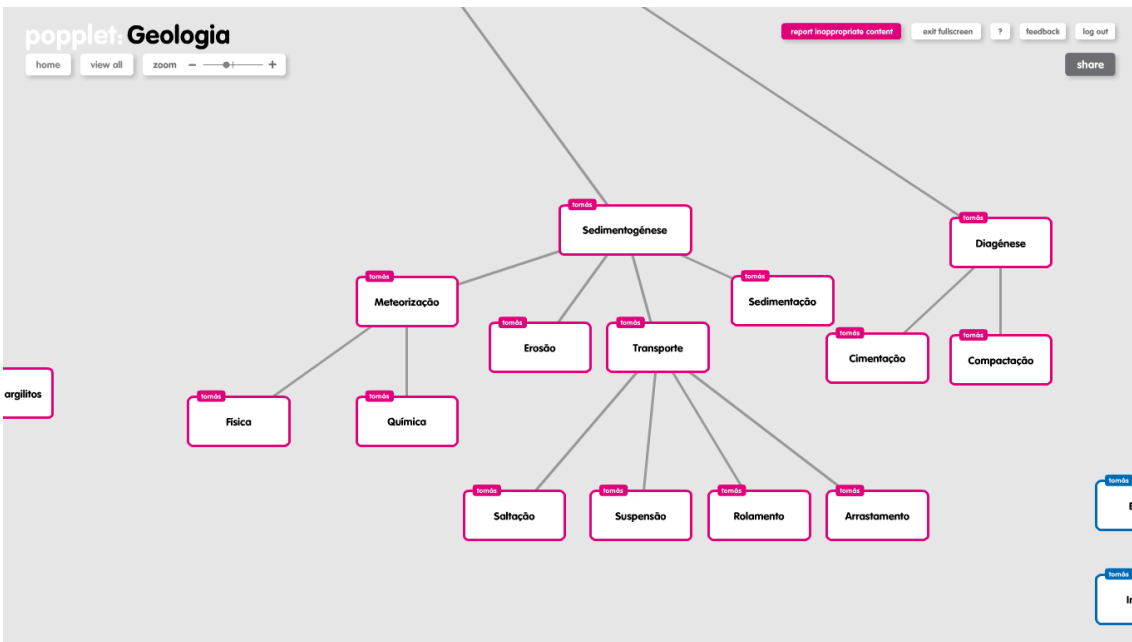 popplet: Geologia
report inappropriate content
exit fullscreen
?
feedback
log out
home
view all
zoom − +
share
tomás
Sedimentogénese
tomás
Diagénese
tomás
Meteorização
tomás
Sedimentação
tomás
Erosão
tomás
Transporte
tomás
Cimentação
tomás
Compactação
argilitos
tomás
Física
tomás
Química
tomás
Saltação
tomás
Suspensão
tomás
Rolamento
tomás
Arrastamento
tomás
tomás